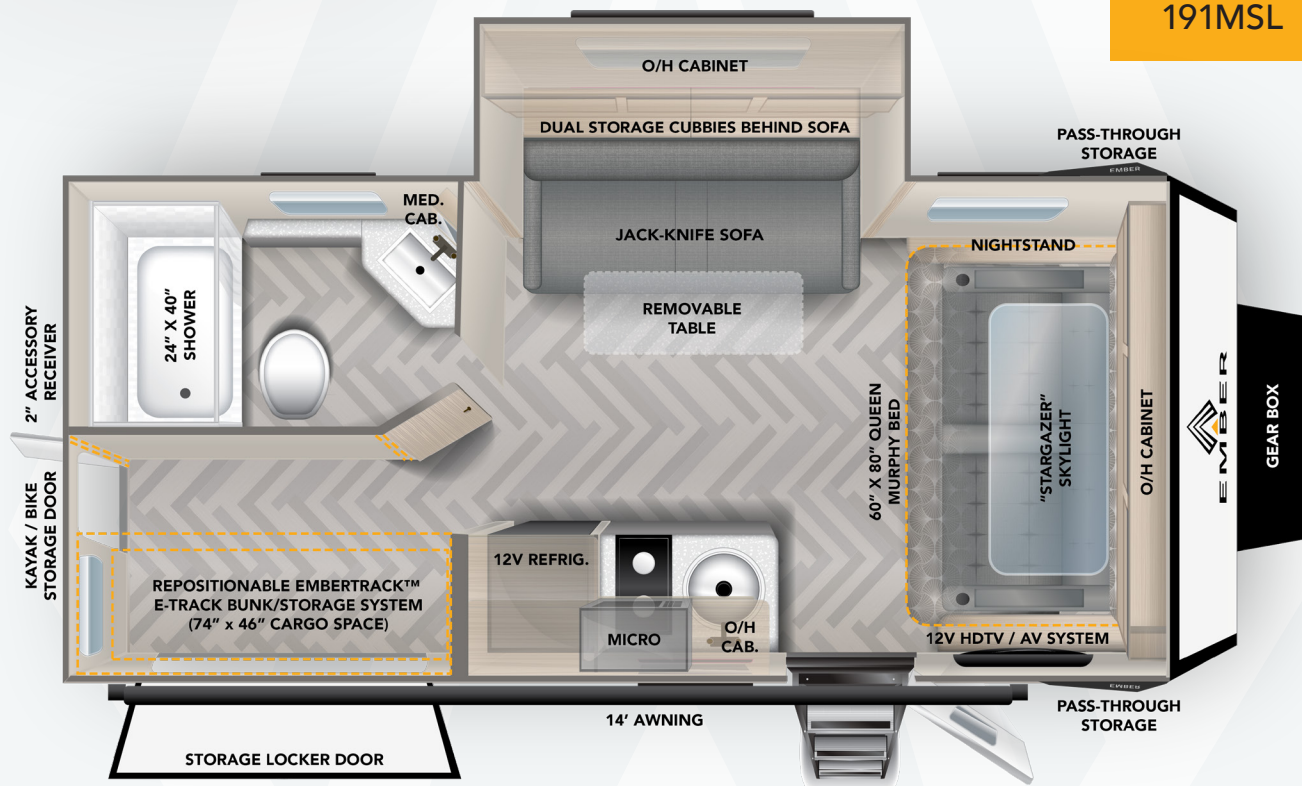 191MSL
O/H CABINET
DUAL STORAGE CUBBIES BEHIND SOFA
PASS-THROUGH
STORAGE
EMBER
MED.
CAB.
JACK-KNIFE SOFA
NIGHTSTAND
24" X 40"
SHOWER
REMOVABLE
TABLE
2" ACCESSORY
RECEIVER
60" X 80" QUEEN
MURPHY BED
"STARGAZER"
SKYLIGHT
O/H CABINET
EMBER
GEAR BOX
KAYAK / BIKE
STORAGE DOOR
12V REFRIG.
REPOSITIONABLE EMBERTRACK™
E-TRACK BUNK/STORAGE SYSTEM
(74" x 46" CARGO SPACE)
MICRO
O/H
CAB.
12V HDTV / AV SYSTEM
EMBER
14' AWNING
PASS-THROUGH
STORAGE
STORAGE LOCKER DOOR